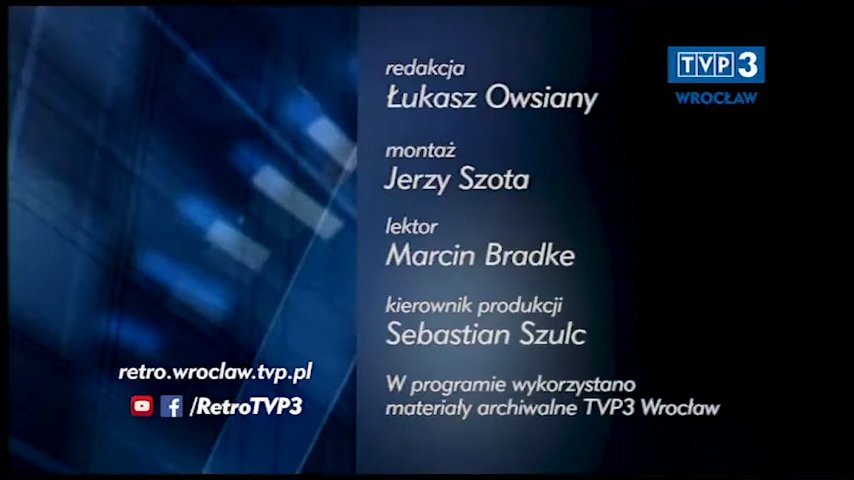 TVP3
WROCŁAW
redakcja
Łukasz Owsiany
montaż
Jerzy Szota
lektor
Marcin Bradke
kierownik produkcji
Sebastian Szulc
W programie wykorzystano
materiały archiwalne TVP3 Wrocław
retro.wroclaw.tvp.pl
/RetroTVP3